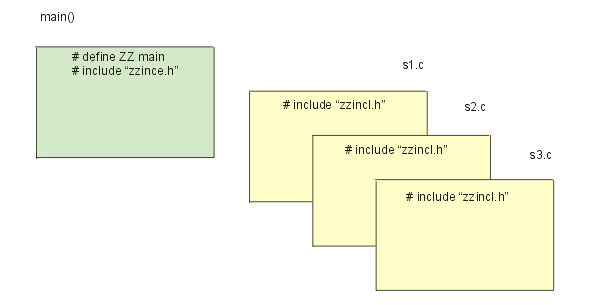 main()
# define ZZ main
# include “zzince.h”
s1.c
# include “zzincl.h”
s2.c
# include “zzincl.h”
s3.c
# include “zzincl.h”